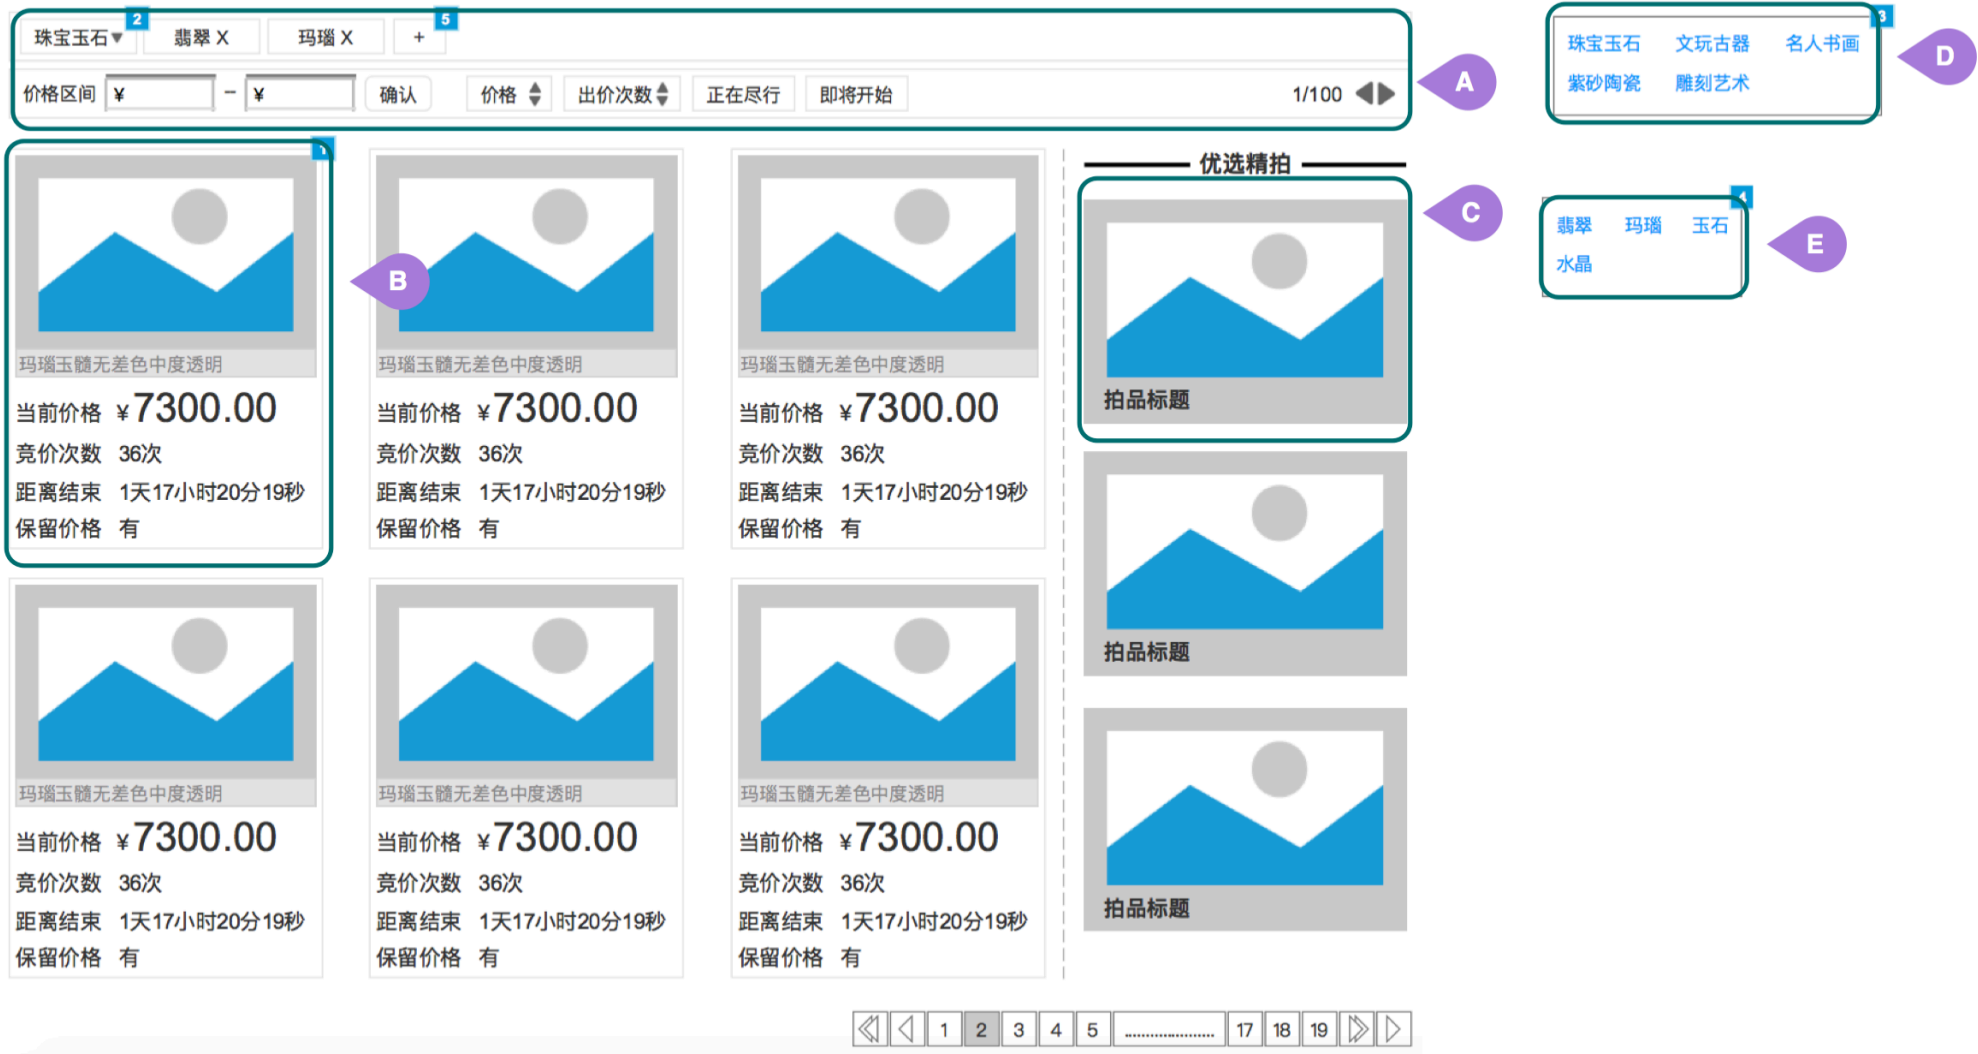 2
5
3
珠宝玉石▼ 翡翠 X 玛瑙 X +
价格区间 ¥ – ¥ 确认 价格 出价次数 正在尽行 即将开始 1/100
A
珠宝玉石 文玩古器 名人书画
紫砂陶瓷 雕刻艺术
D
1
4
优选精拍
C
翡翠 玛瑙 玉石
水晶
E
B
玛瑙玉髓无差色中度透明
当前价格 ¥7300.00
竞价次数 36次
距离结束 1天17小时20分19秒
保留价格 有
玛瑙玉髓无差色中度透明
当前价格 ¥7300.00
竞价次数 36次
距离结束 1天17小时20分19秒
保留价格 有
玛瑙玉髓无差色中度透明
当前价格 ¥7300.00
竞价次数 36次
距离结束 1天17小时20分19秒
保留价格 有
拍品标题
拍品标题
拍品标题
玛瑙玉髓无差色中度透明
当前价格 ¥7300.00
竞价次数 36次
距离结束 1天17小时20分19秒
保留价格 有
玛瑙玉髓无差色中度透明
当前价格 ¥7300.00
竞价次数 36次
距离结束 1天17小时20分19秒
保留价格 有
玛瑙玉髓无差色中度透明
当前价格 ¥7300.00
竞价次数 36次
距离结束 1天17小时20分19秒
保留价格 有
1 2 3 4 5 ..................... 17 18 19